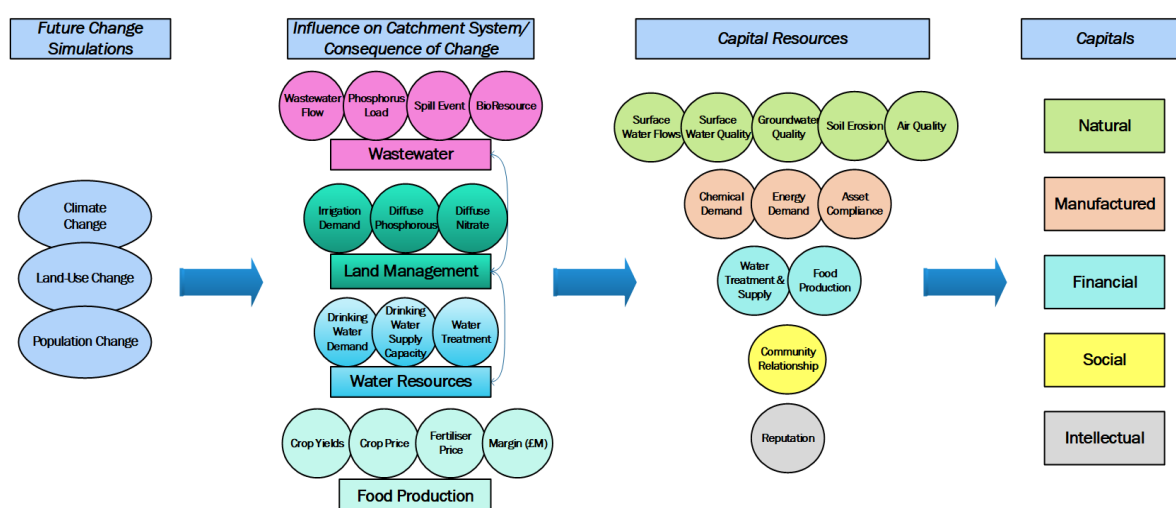 Future Change
Simulations
Influence on Catchment System/
Consequence of Change
Capital Resources
Capitals
Climate
Change
Land-Use Change
Population Change
Wastewater
Flow
Phosphorus
Load
Spill Event
BioResource
Wastewater
Irrigation
Demand
Diffuse
Phosphorous
Diffuse
Nitrate
Land Management
Drinking
Water
Demand
Drinking
Water
Supply
Capacity
Water
Treatment
Water Resources
Crop Yields
Crop Price
Fertiliser
Price
Margin (£M)
Food Production
Surface
Water Flows
Surface
Water Quality
Groundwater
Quality
Soil Erosion
Air Quality
Chemical
Demand
Energy
Demand
Asset
Compliance
Water
Treatment &
Supply
Food
Production
Community
Relationship
Reputation
Natural
Manufactured
Financial
Social
Intellectual